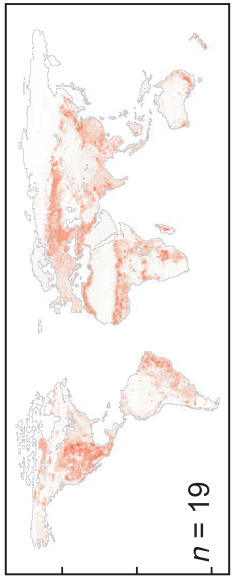 n = 19